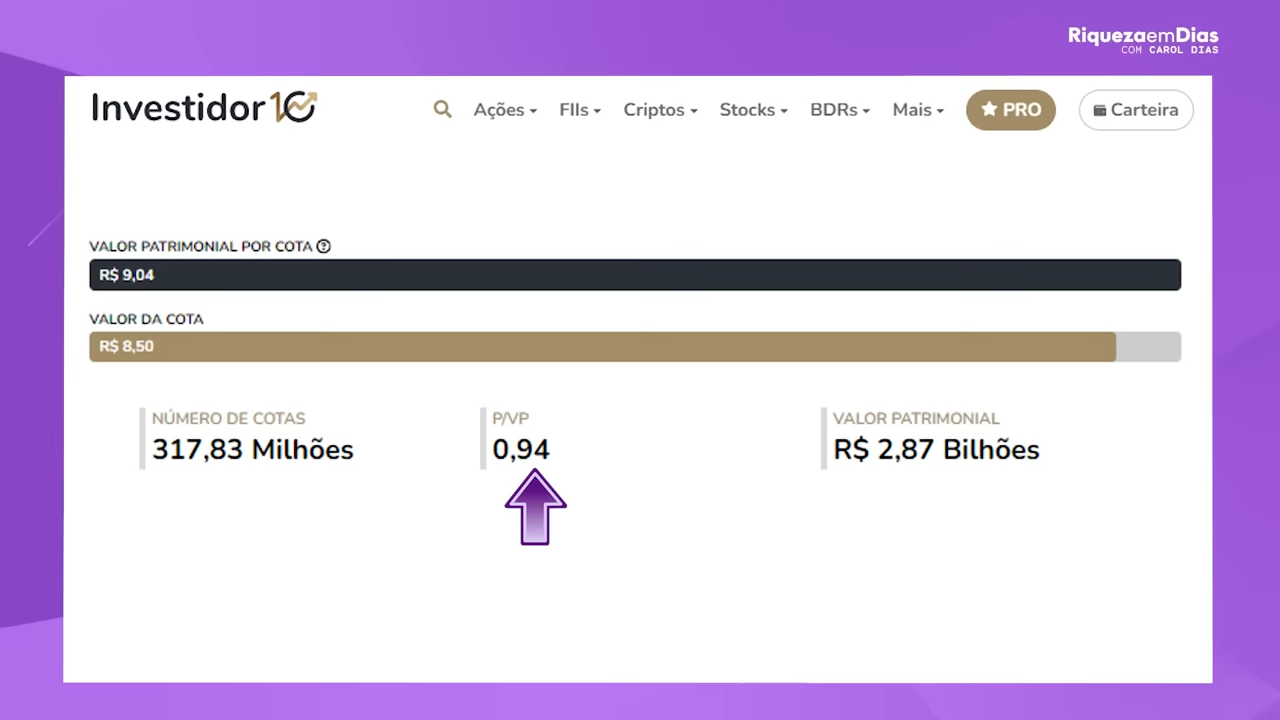 RiquezaemDias
COM CAROL DIAS
Investidor10
Ações
FIIs
Criptos
Stocks
BDRs
Mais
PRO
Carteira
VALOR PATRIMONIAL POR COTA ?
R$ 9,04
VALOR DA COTA
R$ 8,50
NÚMERO DE COTAS
317,83 Milhões
P/VP
0,94
VALOR PATRIMONIAL
R$ 2,87 Bilhões